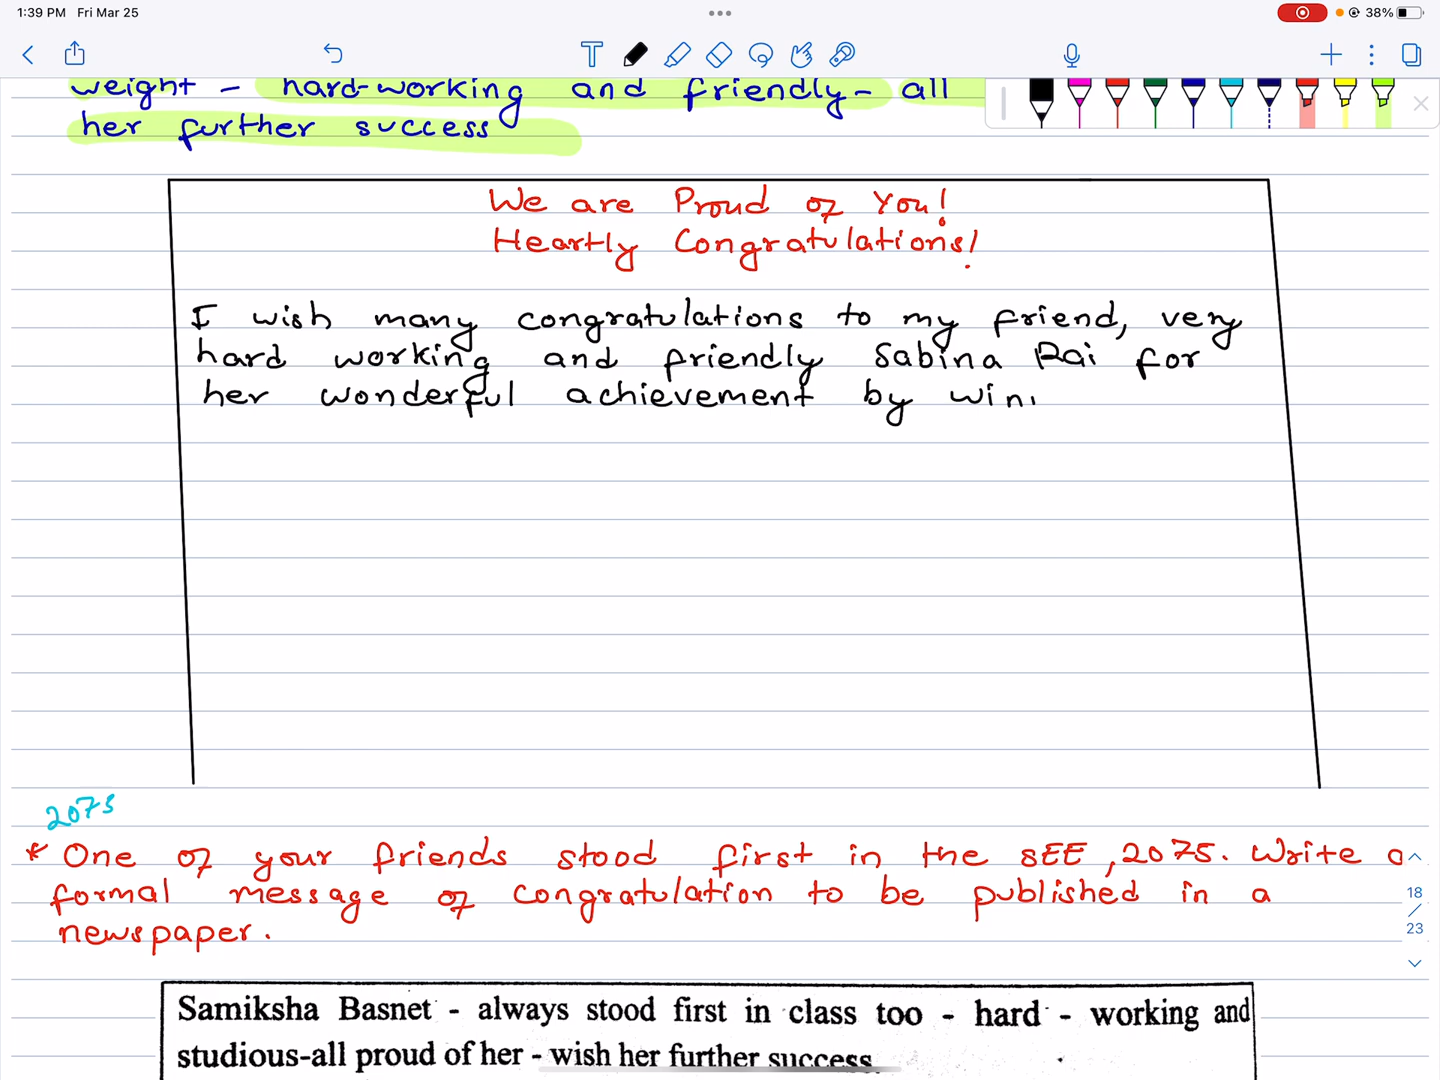 1:39 PM Fri Mar 25
38%
weight - hard-working and friendly- all
her further success
We are Proud of You!
Heartly Congratulations!
I wish many congratulations to my friend, very
hard working and friendly Sabina Rai for
her wonderful achievement by win
2075
* One of your friends stood first in the SEE, 2075. Write a
formal message of congratulation to be published in a
newspaper.
18
/
23
Samiksha Basnet - always stood first in class too - hard - working and
studious-all proud of her - wish her further success